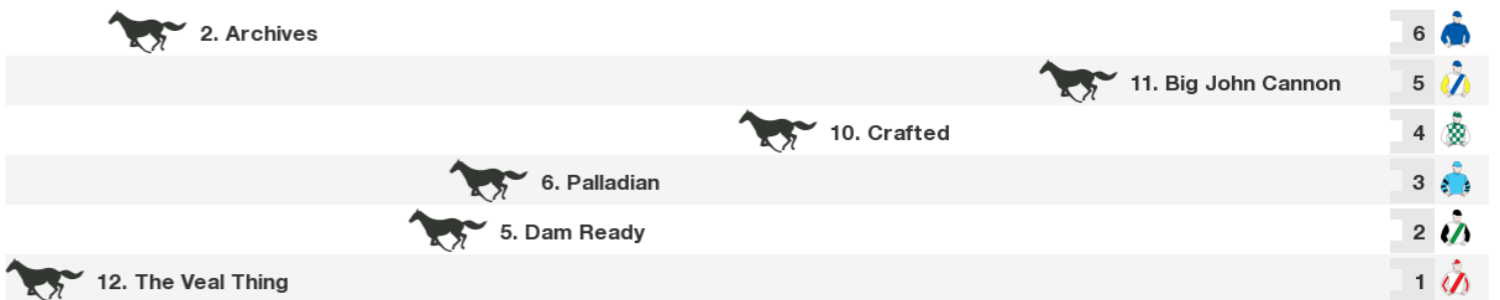 2. Archives 6
11. Big John Cannon 5
10. Crafted 4
6. Palladian 3
5. Dam Ready 2
12. The Veal Thing 1